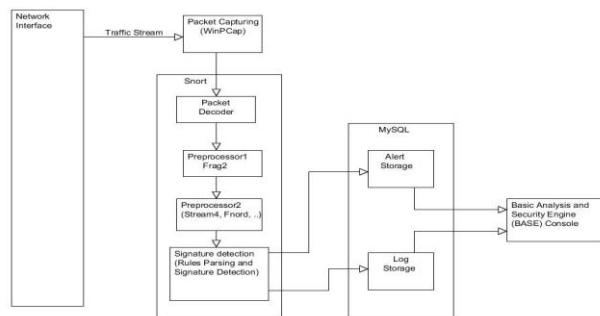 Network
Interface
Traffic Stream
Packet Capturing
(WinPCap)
Snort
Packet
Decoder
Preprocessor1
Frag2
Preprocessor2
(Stream4, Fnord, ..)
Signature detection
(Rules Parsing and
Signature Detection)
MySQL
Alert
Storage
Log
Storage
Basic Analysis and
Security Engine
(BASE) Console